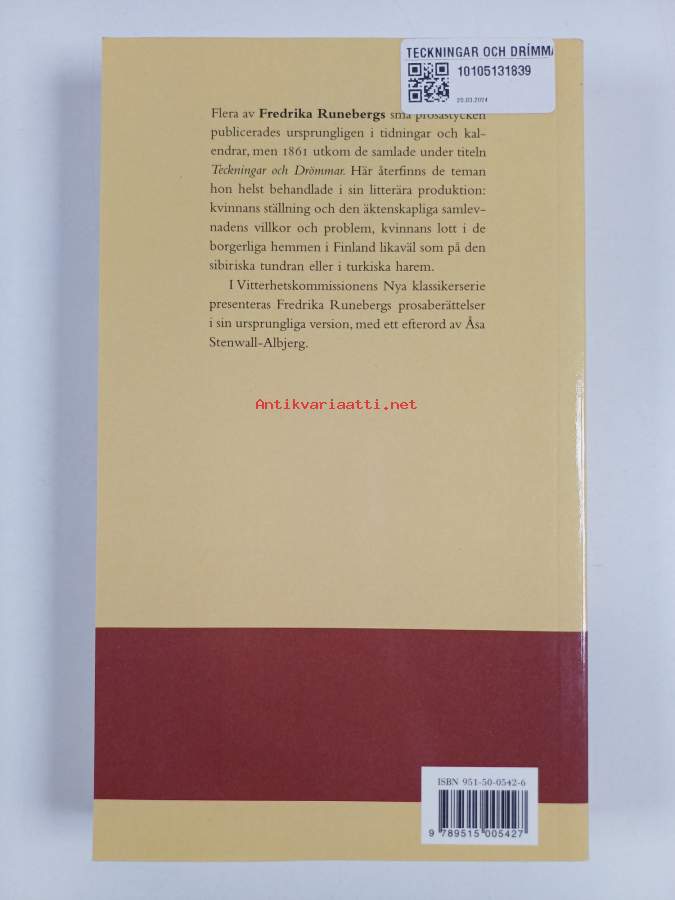 TECKNINGAR OCH DRÍMMA
10105131839
20.03.2024
Flera av Fredrika Runebergs små prosastycken
publicerades ursprungligen i tidningar och kal-
endrar, men 1861 utkom de samlade under titeln
Teckningar och Drömmar. Här återfinns de teman
hon helst behandlade i sin litterära produktion:
kvinnans ställning och den äktenskapliga samlev-
nadens villkor och problem, kvinnans lott i de
borgerliga hemmen i Finland likaväl som på den
sibiriska tundran eller i turkiska harem.
I Vitterhetskommissionens Nya klassikerserie
presenteras Fredrika Runebergs prosaberättelser
i sin ursprungliga version, med ett efterord av Åsa
Stenwall-Albjerg.
Antikvariaatti.net
ISBN 951-50-0542-6
9 789515 005427